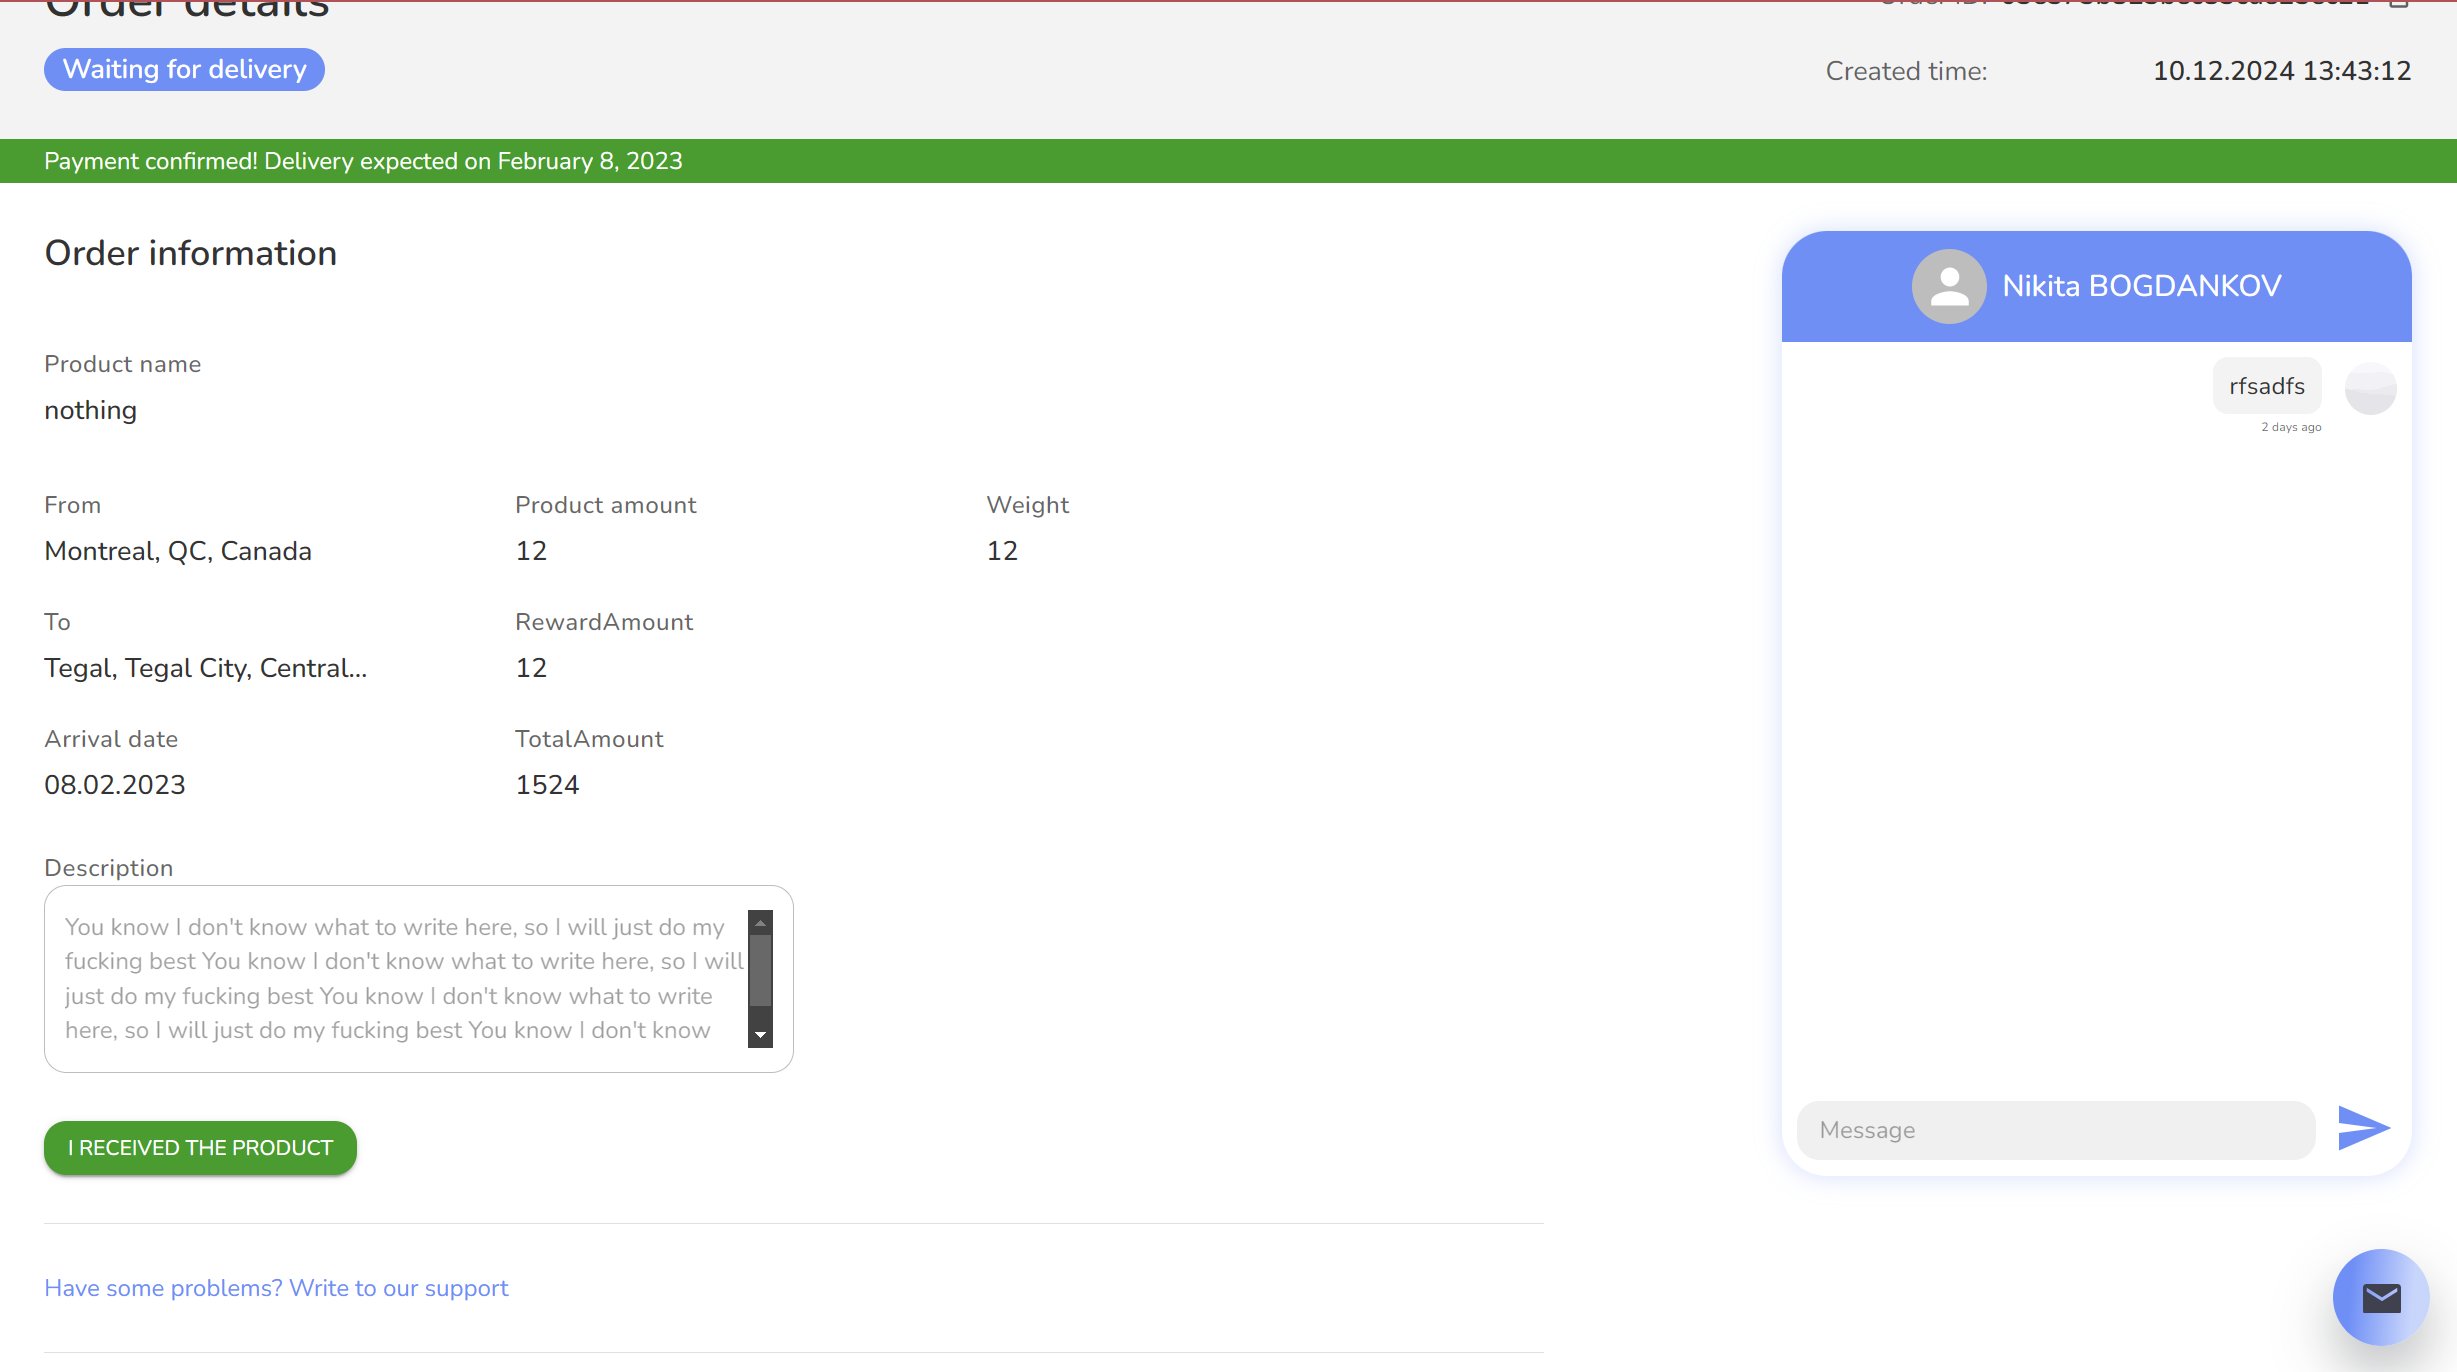 Order details
Order ID:
Waiting for delivery
Created time: 10.12.2024 13:43:12
Payment confirmed! Delivery expected on February 8, 2023
Order information
Product name
nothing
From
Montreal, QC, Canada
Product amount
12
Weight
12
To
Tegal, Tegal City, Central...
RewardAmount
12
Arrival date
08.02.2023
TotalAmount
1524
Description
You know I don't know what to write here, so I will just do my
fucking best You know I don't know what to write here, so I will
just do my fucking best You know I don't know what to write
here, so I will just do my fucking best You know I don't know
I RECEIVED THE PRODUCT
Have some problems? Write to our support
Nikita BOGDANKOV
rfsadfs
2 days ago
Message